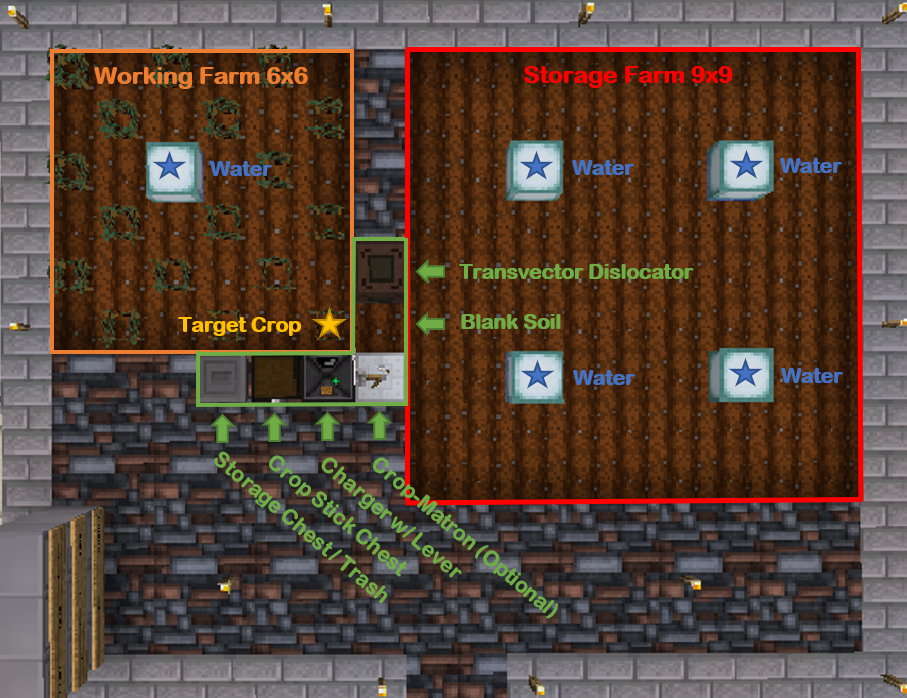 Working Farm 6x6
Storage Farm 9x9
Water
Water
Water
Transvector Dislocator
Target Crop
Blank Soil
Water
Water
Storage Chest / Trash
Crop Stick Chest
Charger w/ Lever
Crop-Matron (Optional)